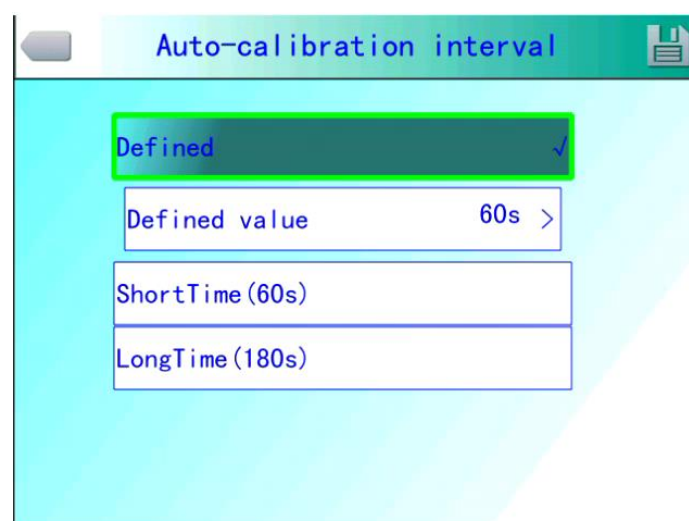 Auto-calibration interval
Defined √
Defined value 60s >
ShortTime(60s)
LongTime(180s)